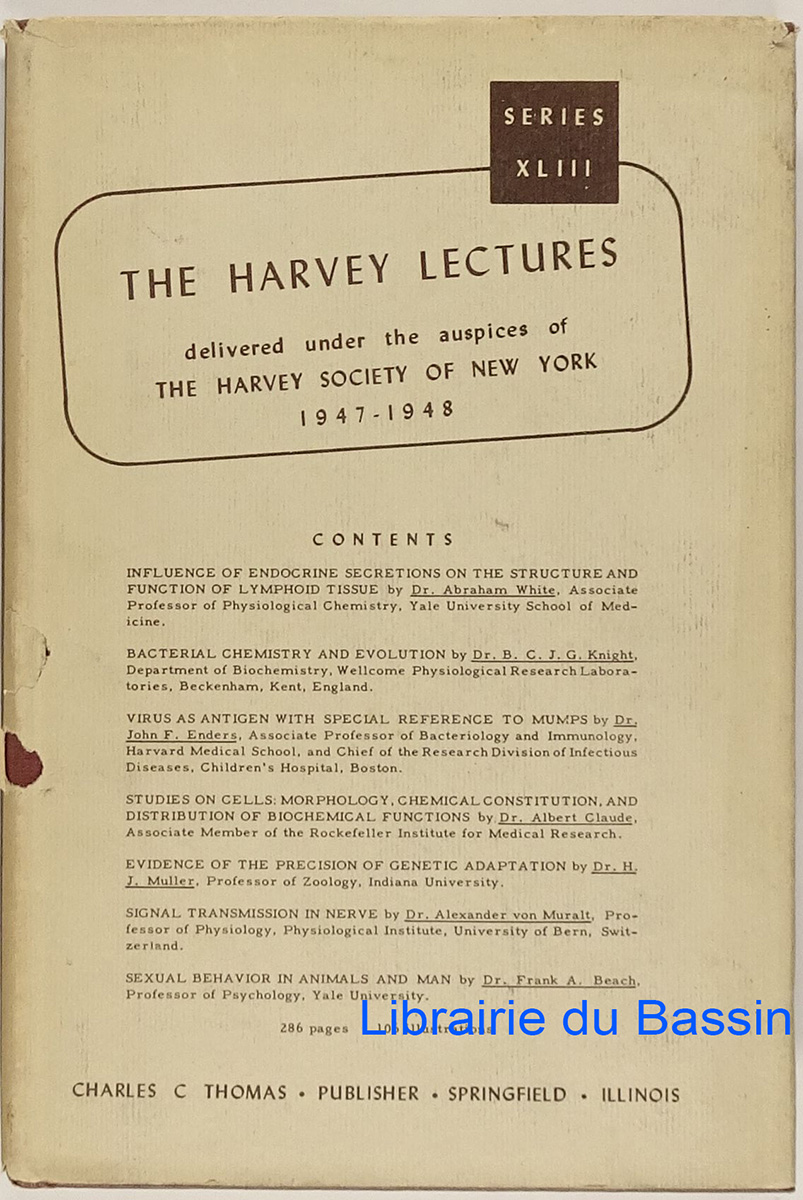 SERIES
XLIII
THE HARVEY LECTURES
delivered under the auspices of
THE HARVEY SOCIETY OF NEW YORK
1947-1948
CONTENTS
INFLUENCE OF ENDOCRINE SECRETIONS ON THE STRUCTURE AND
FUNCTION OF LYMPHOID TISSUE by Dr. Abraham White, Associate
Professor of Physiological Chemistry, Yale University School of Med-
icine.
BACTERIAL CHEMISTRY AND EVOLUTION by Dr. B. C. J. G. Knight,
Department of Biochemistry, Wellcome Physiological Research Labora-
tories, Beckenham, Kent, England.
VIRUS AS ANTIGEN WITH SPECIAL REFERENCE TO MUMPS by Dr.
John F. Enders, Associate Professor of Bacteriology and Immunology,
Harvard Medical School, and Chief of the Research Division of Infectious
Diseases, Children's Hospital, Boston.
STUDIES ON CELLS: MORPHOLOGY, CHEMICAL CONSTITUTION, AND
DISTRIBUTION OF BIOCHEMICAL FUNCTIONS by Dr. Albert Claude,
Associate Member of the Rockefeller Institute for Medical Research.
EVIDENCE OF THE PRECISION OF GENETIC ADAPTATION by Dr. H.
J. Muller, Professor of Zoology, Indiana University.
SIGNAL TRANSMISSION IN NERVE by Dr. Alexander von Muralt, Pro-
fessor of Physiology, Physiological Institute, University of Bern, Swit-
zerland.
SEXUAL BEHAVIOR IN ANIMALS AND MAN by Dr. Frank A. Beach,
Professor of Psychology, Yale University.
286 pages illustrations
Librairie du Bassin
CHARLES C THOMAS • PUBLISHER • SPRINGFIELD • ILLINOIS